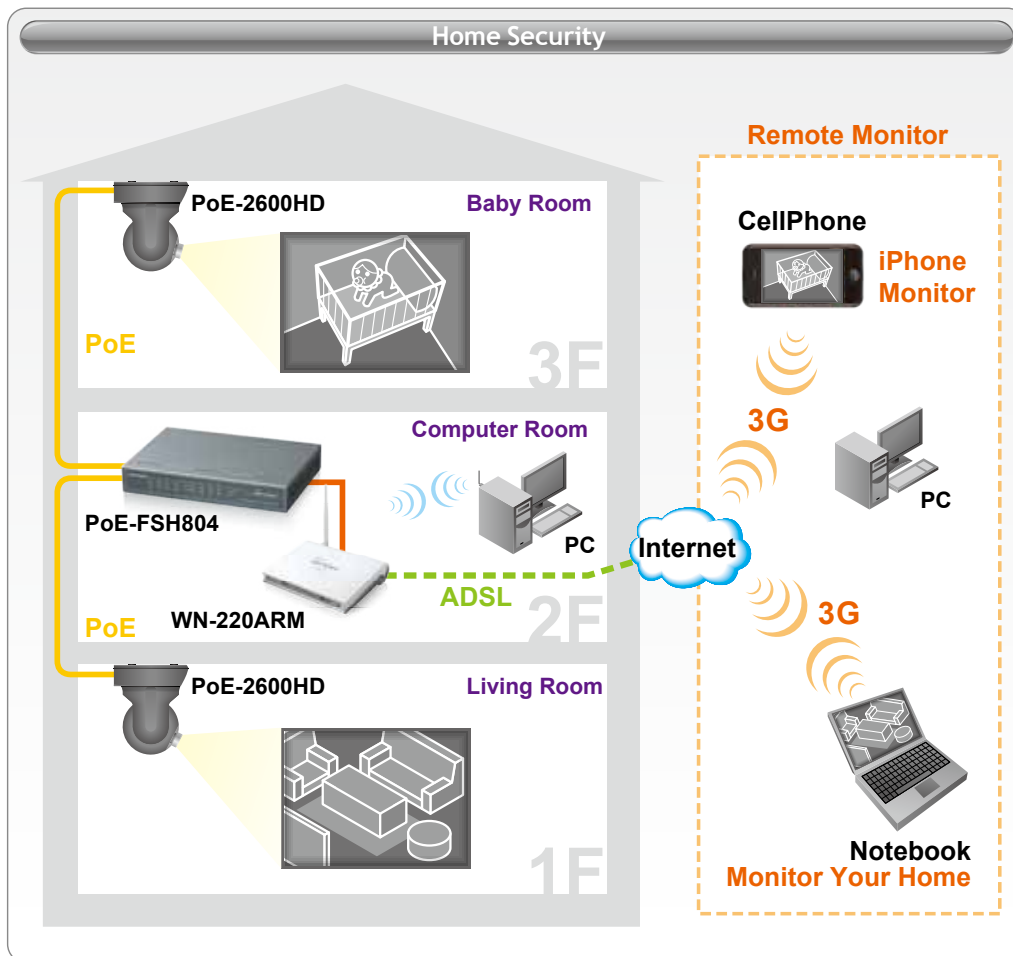 Home Security
Remote Monitor
PoE-2600HD
Baby Room
CellPhone
iPhone
Monitor
PoE
3F
Computer Room
3G
PoE-FSH804
PC
PC
Internet
ADSL
WN-220ARM
2F
3G
PoE
PoE-2600HD
Living Room
1F
Notebook
Monitor Your Home